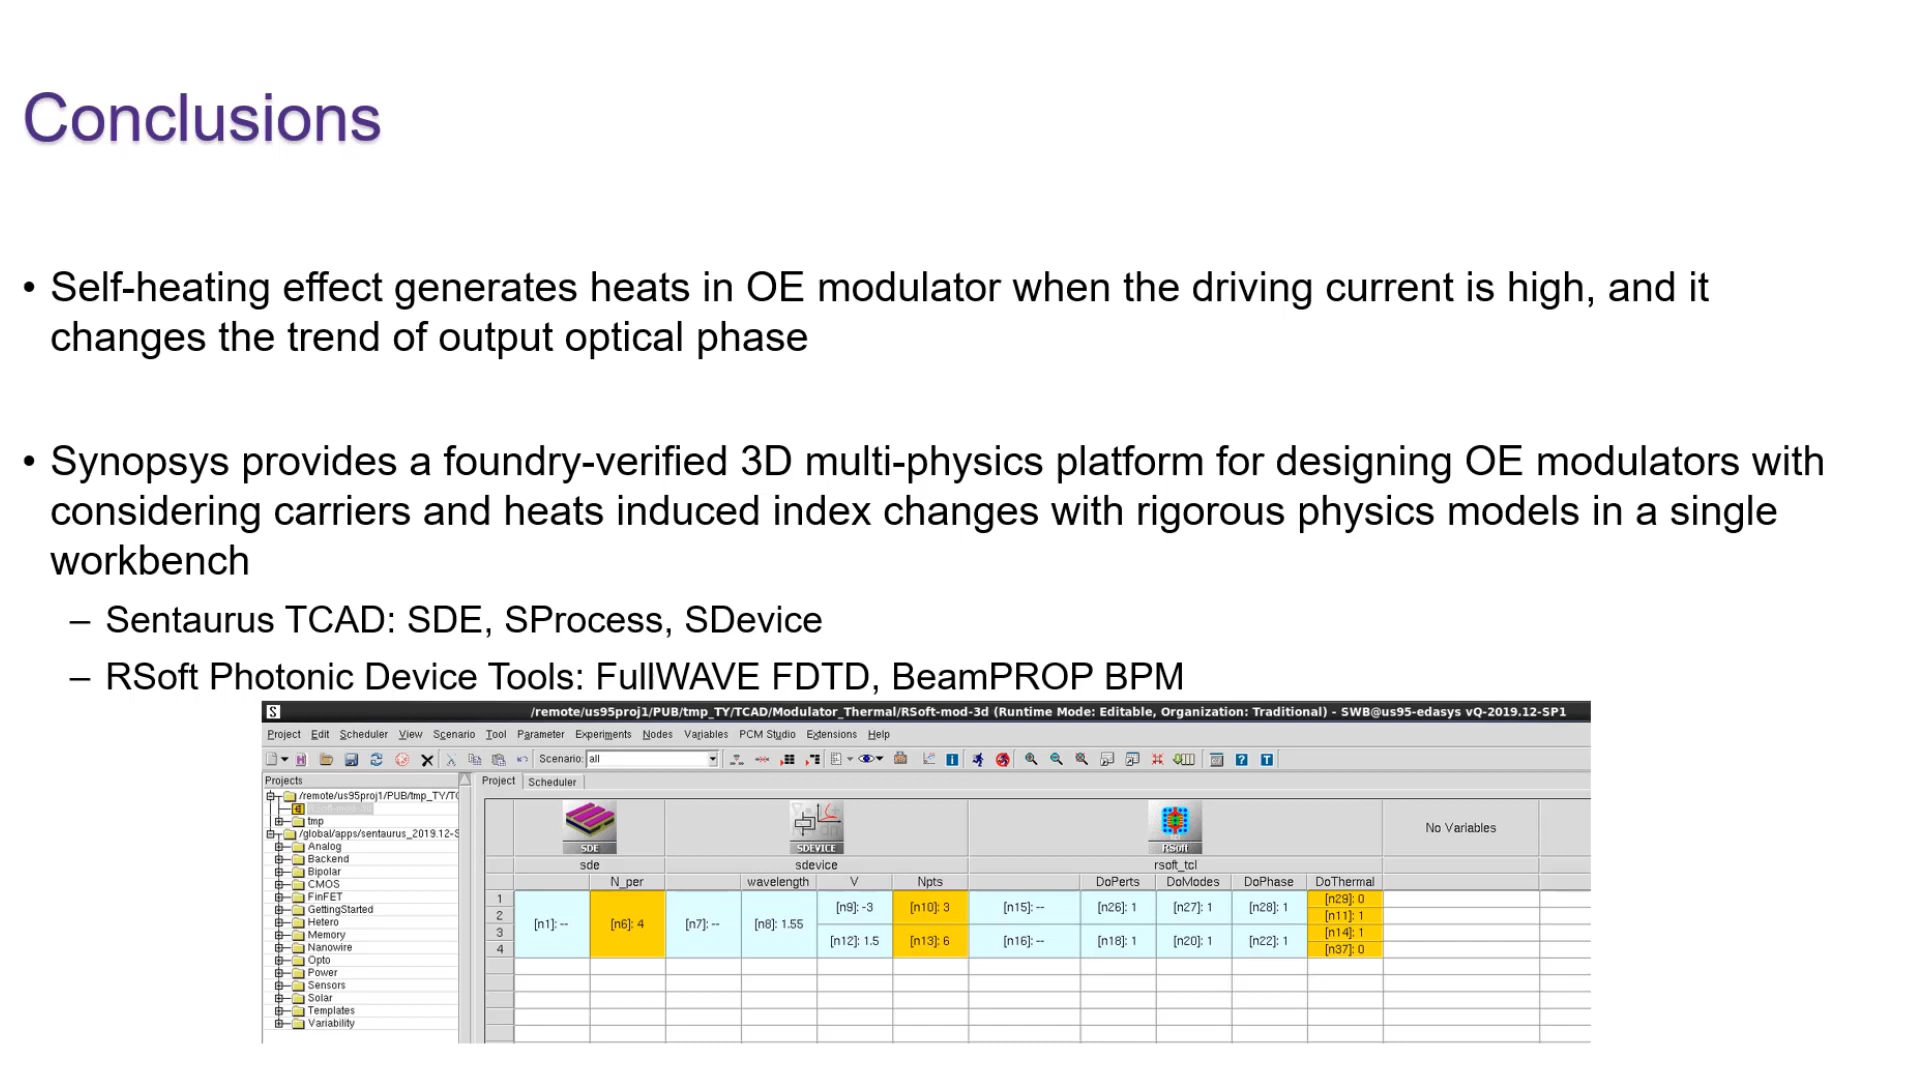 Conclusions
• Self-heating effect generates heats in OE modulator when the driving current is high, and it
changes the trend of output optical phase
• Synopsys provides a foundry-verified 3D multi-physics platform for designing OE modulators with
considering carriers and heats induced index changes with rigorous physics models in a single
workbench
– Sentaurus TCAD: SDE, SProcess, SDevice
– RSoft Photonic Device Tools: FullWAVE FDTD, BeamPROP BPM
S /remote/us95proj1/PUB/tmp_TY/TCAD/Modulator_Thermal/RSoft-mod-3d (Runtime Mode: Editable, Organization: Traditional) - SWB@us95-edasys vQ-2019.12-SP1
Project Edit Scheduler View Scenario Tool Parameter Experiments Nodes Variables PCM Studio Extensions Help
Scenario: all
Projects
/remote/us95proj1/PUB/tmp_TY/TC
tmp
/global/apps/sentaurus_2019.12-S
Analog
Backend
Bipolar
CMOS
FinFET
GettingStarted
Hetero
Memory
Nanowire
Opto
Power
Sensors
Solar
Templates
Variability
Project Scheduler
SDE SDEVICE RSoft No Variables
sde sdevice rsoft_tcl
N_per wavelength V Npts DoPerts DoModes DoPhase DoThermal
1 [n29]: 0
[n9]: -3 [n10]: 3 [n15]: -- [n26]: 1 [n27]: 1 [n28]: 1
2 [n11]: 1
[n1]: -- [n6]: 4 [n7]: -- [n8]: 1.55
3 [n14]: 1
[n12]: 1.5 [n13]: 6 [n16]: -- [n18]: 1 [n20]: 1 [n22]: 1
4 [n37]: 0